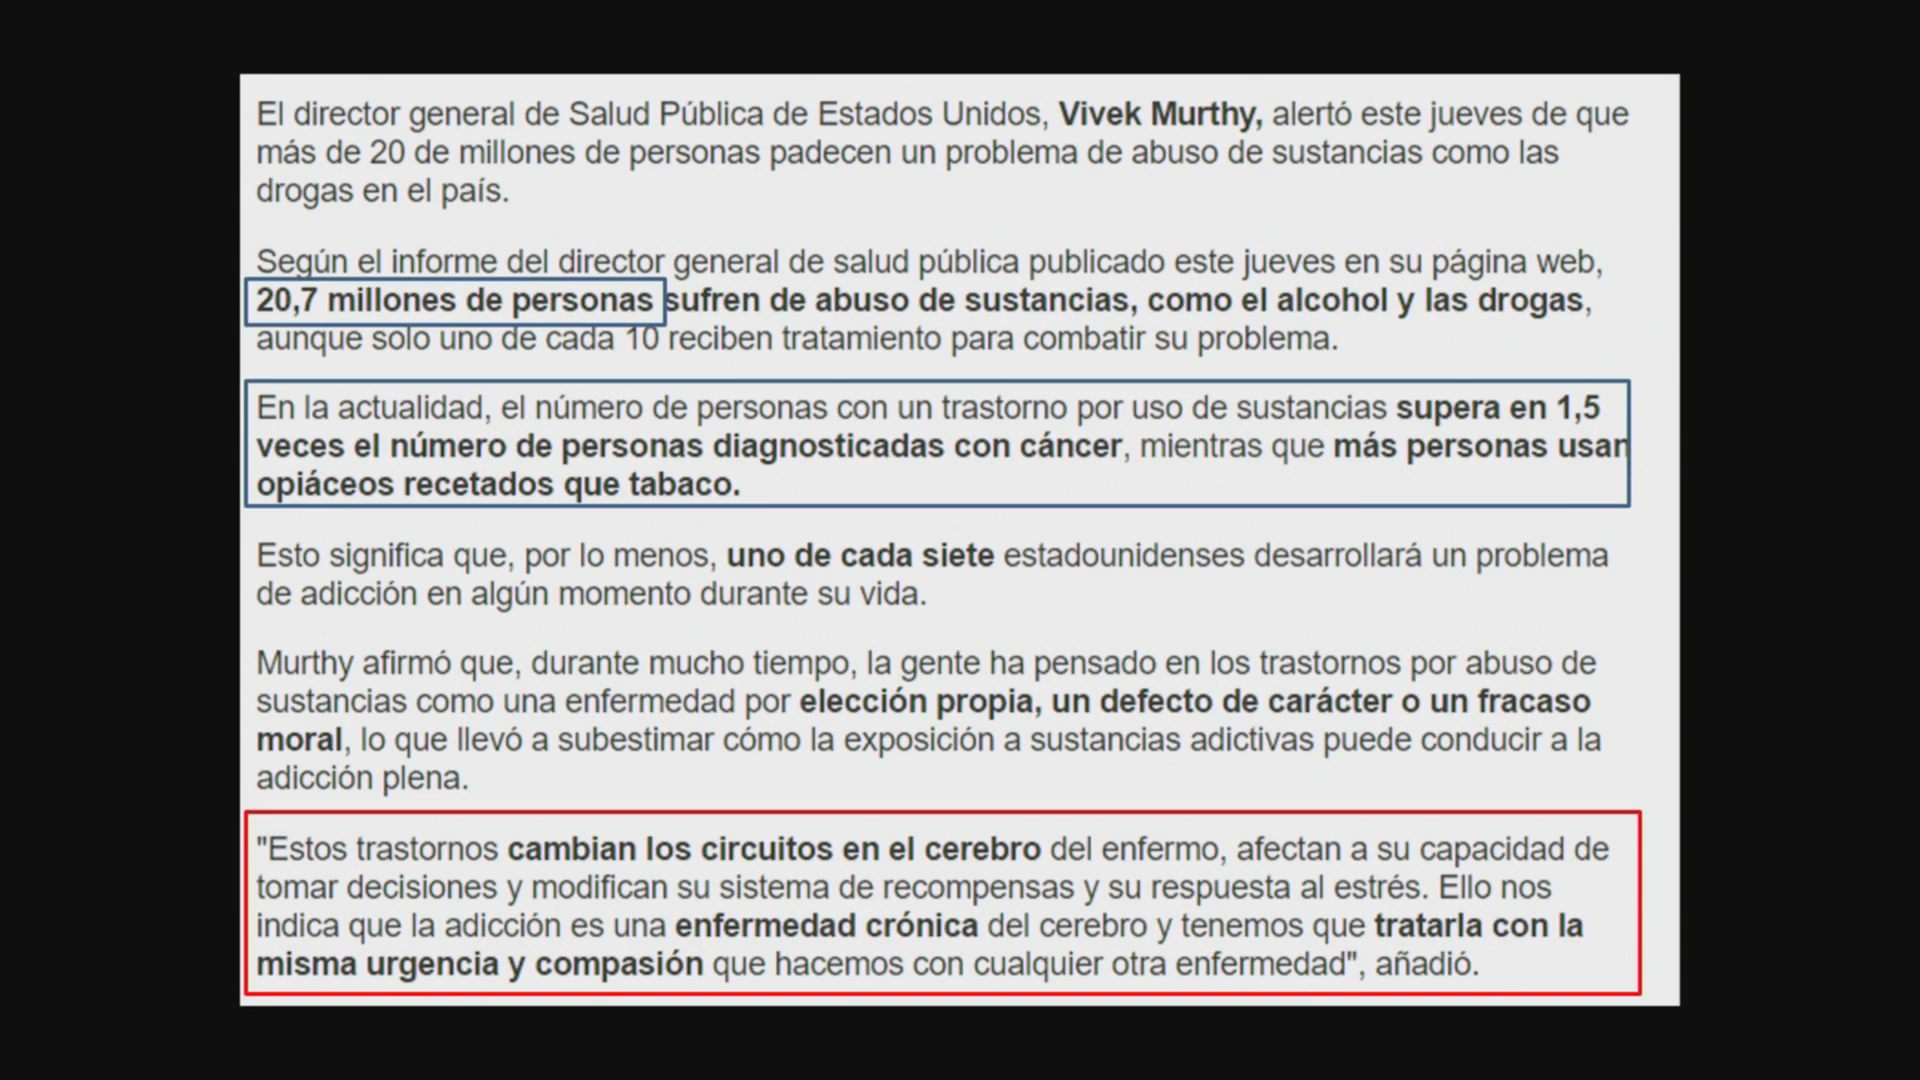 El director general de Salud Pública de Estados Unidos, Vivek Murthy, alertó este jueves de que
más de 20 de millones de personas padecen un problema de abuso de sustancias como las
drogas en el país.
Según el informe del director general de salud pública publicado este jueves en su página web,
20,7 millones de personas sufren de abuso de sustancias, como el alcohol y las drogas,
aunque solo uno de cada 10 reciben tratamiento para combatir su problema.
En la actualidad, el número de personas con un trastorno por uso de sustancias supera en 1,5
veces el número de personas diagnosticadas con cáncer, mientras que más personas usan
opiáceos recetados que tabaco.
Esto significa que, por lo menos, uno de cada siete estadounidenses desarrollará un problema
de adicción en algún momento durante su vida.
Murthy afirmó que, durante mucho tiempo, la gente ha pensado en los trastornos por abuso de
sustancias como una enfermedad por elección propia, un defecto de carácter o un fracaso
moral, lo que llevó a subestimar cómo la exposición a sustancias adictivas puede conducir a la
adicción plena.
"Estos trastornos cambian los circuitos en el cerebro del enfermo, afectan a su capacidad de
tomar decisiones y modifican su sistema de recompensas y su respuesta al estrés. Ello nos
indica que la adicción es una enfermedad crónica del cerebro y tenemos que tratarla con la
misma urgencia y compasión que hacemos con cualquier otra enfermedad", añadió.